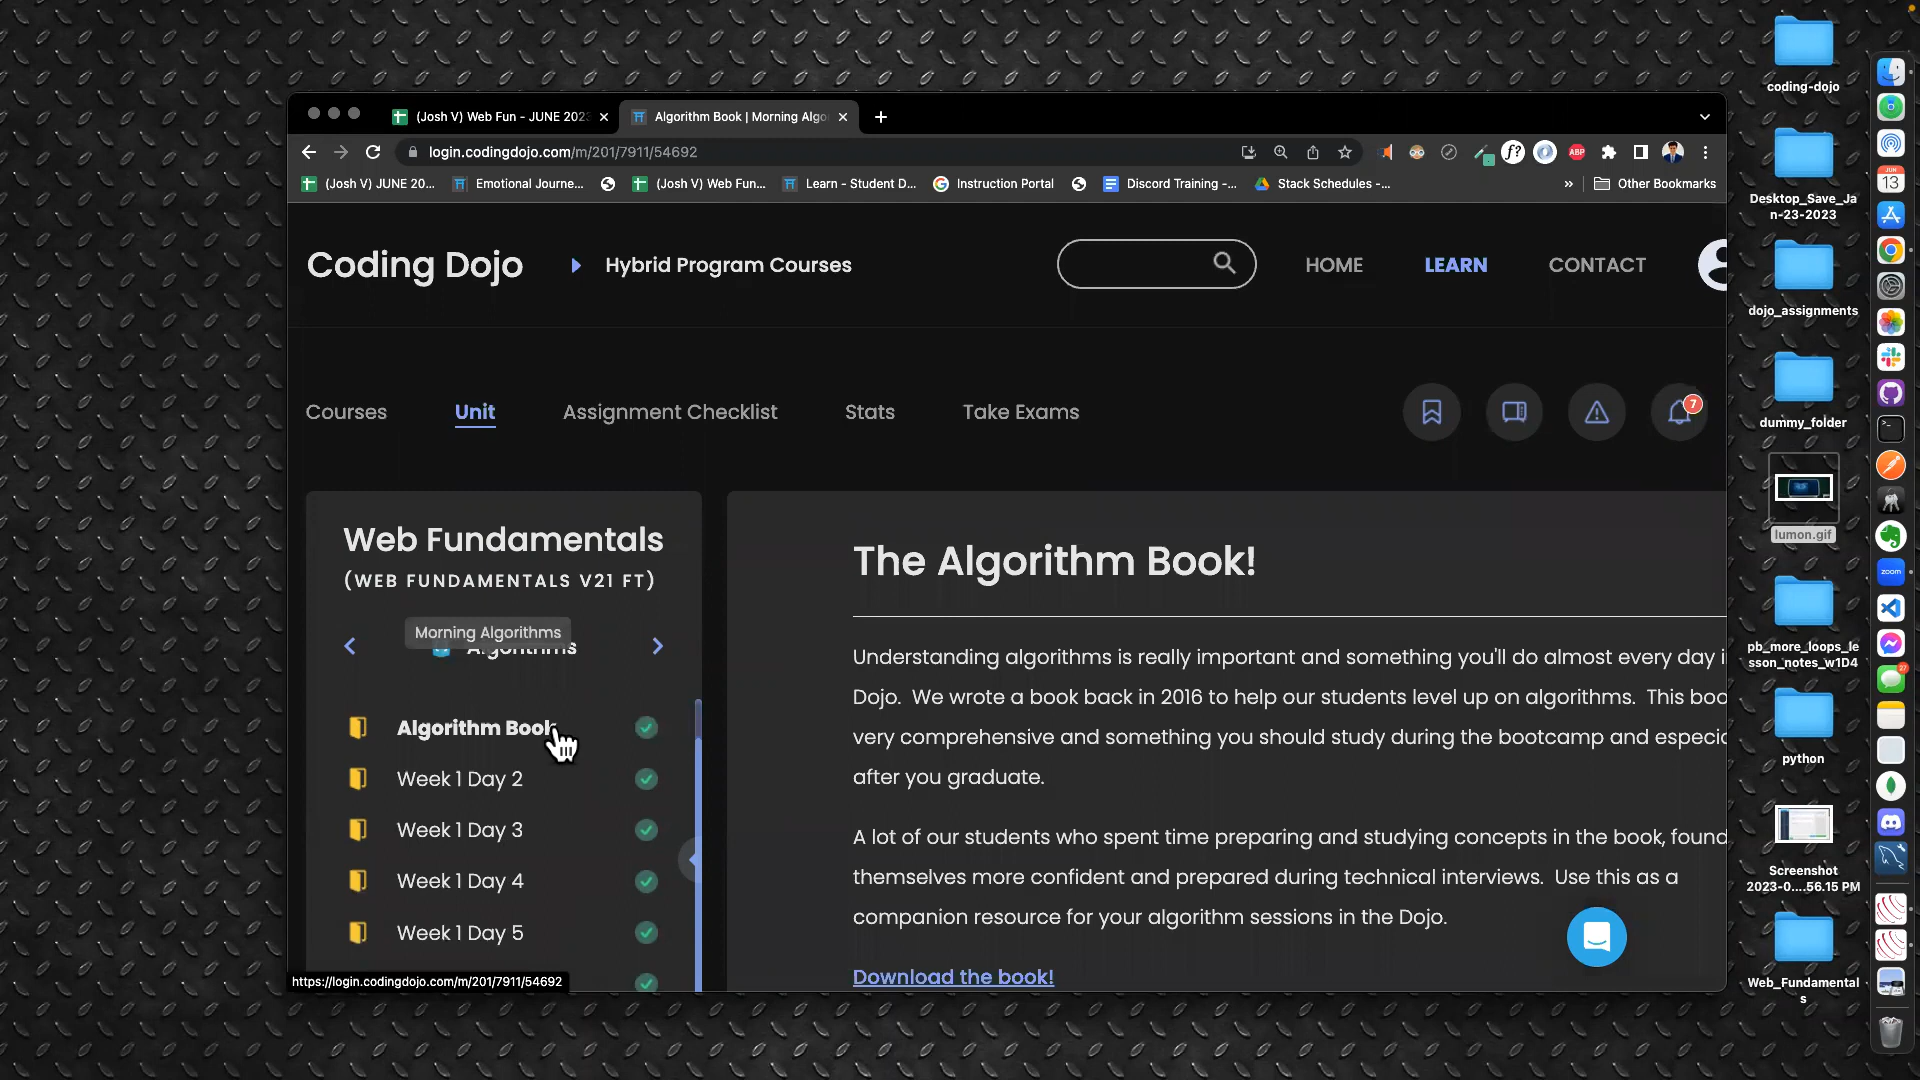 (Josh V) Web Fun - JUNE 202
Algorithm Book | Morning Algo
login.codingdojo.com/m/201/7911/54692
(Josh V) JUNE 20...
Emotional Journe...
(Josh V) Web Fun...
Learn - Student D...
Instruction Portal
Discord Training -...
Stack Schedules -...
»
Other Bookmarks
Coding Dojo
Hybrid Program Courses
HOME
LEARN
CONTACT
Courses
Unit
Assignment Checklist
Stats
Take Exams
7
Web Fundamentals
(WEB FUNDAMENTALS V21 FT)
Morning Algorithms
Algorithms
Algorithm Book
Week 1 Day 2
Week 1 Day 3
Week 1 Day 4
Week 1 Day 5
https://login.codingdojo.com/m/201/7911/54692
The Algorithm Book!
Understanding algorithms is really important and something you'll do almost every day i
Dojo. We wrote a book back in 2016 to help our students level up on algorithms. This boo
very comprehensive and something you should study during the bootcamp and especia
after you graduate.
A lot of our students who spent time preparing and studying concepts in the book, found
themselves more confident and prepared during technical interviews. Use this as a
companion resource for your algorithm sessions in the Dojo.
Download the book!
coding-dojo
Desktop_Save_Ja
n-23-2023
dojo_assignments
dummy_folder
lumon.gif
pb_more_loops_le
sson_notes_w1D4
python
Screenshot
2023-0....56.15 PM
Web_Fundamental
s
JUN
13
zoom
27
f?
ABP